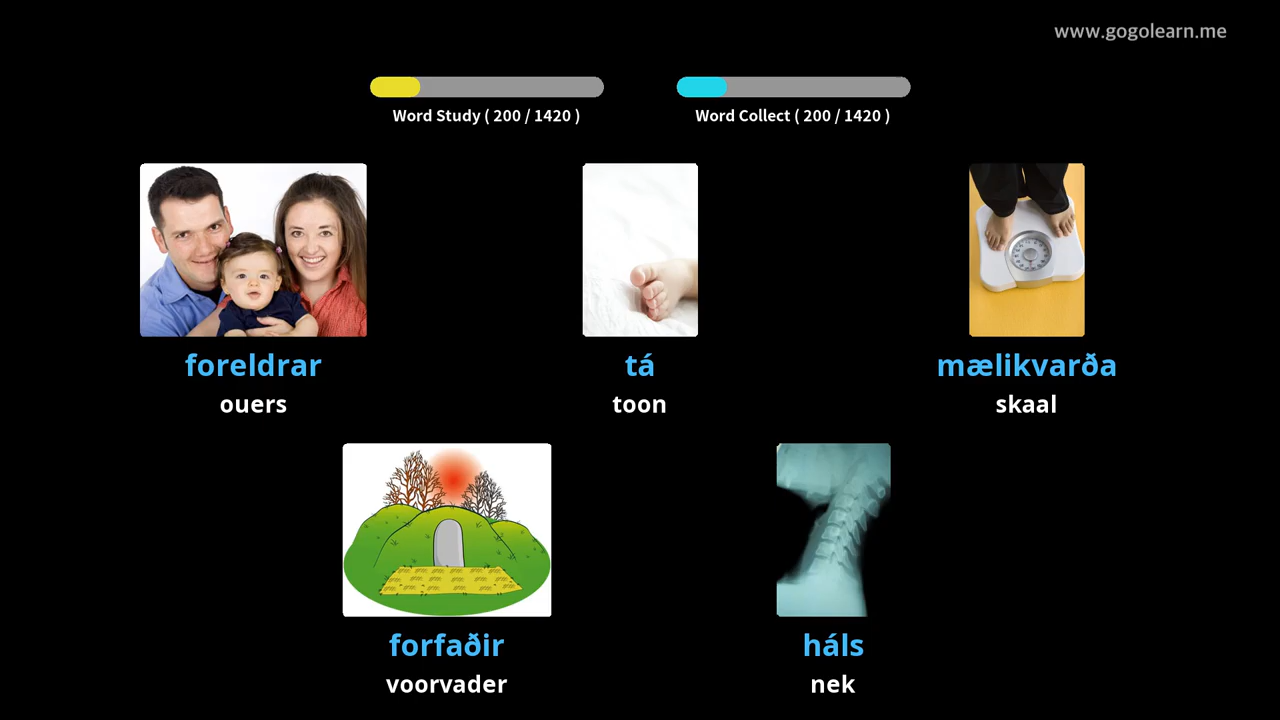 www.gogolearn.me
Word Study ( 200 / 1420 )
Word Collect ( 200 / 1420 )
foreldrar
ouers
tá
toon
mælikvarða
skaal
forfaðir
voorvader
háls
nek